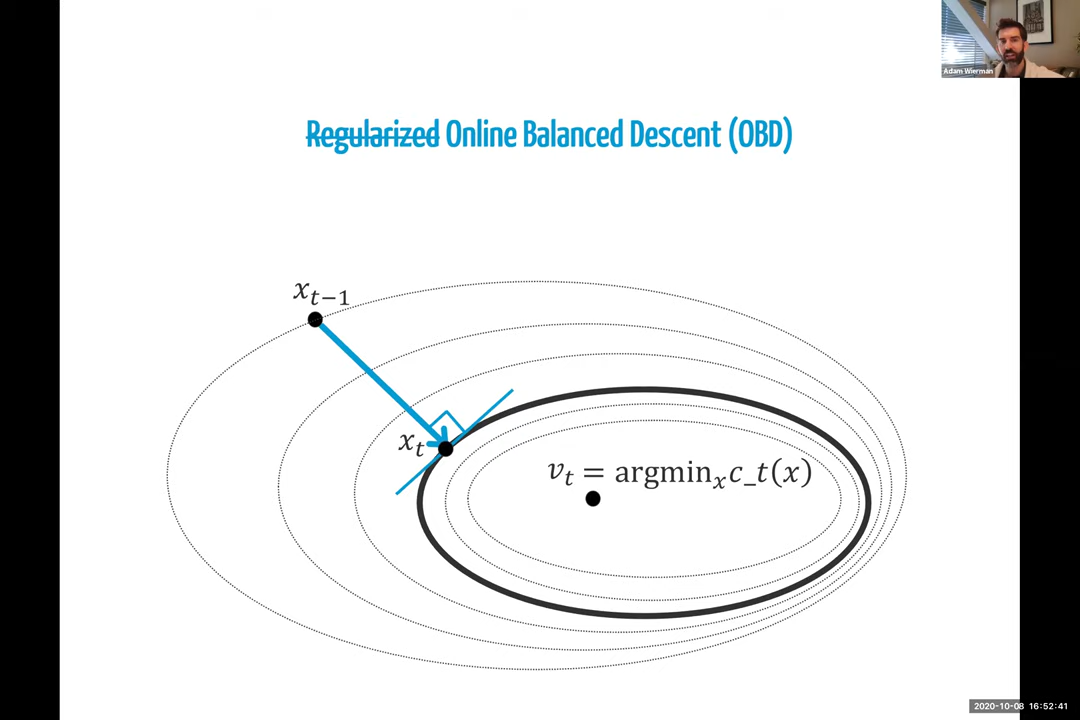 Adam Wierman
Regularized Online Balanced Descent (OBD)
x_{t−1}
x_t
v_t = argmin_x c_t(x)
2020-10-08 16:52:41